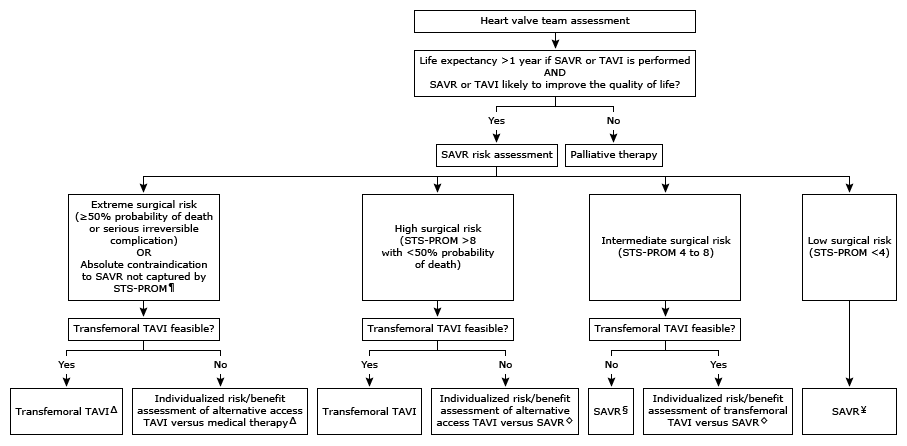 Heart valve team assessment
Life expectancy >1 year if SAVR or TAVI is performed
AND
SAVR or TAVI likely to improve the quality of life?
Yes
No
SAVR risk assessment
Palliative therapy
Extreme surgical risk
(≥50% probability of death
or serious irreversible
complication)
OR
Absolute contraindication
to SAVR not captured by
STS-PROM¶
High surgical risk
(STS-PROM >8
with <50% probability
of death)
Intermediate surgical risk
(STS-PROM 4 to 8)
Low surgical risk
(STS-PROM <4)
Transfemoral TAVI feasible?
Transfemoral TAVI feasible?
Transfemoral TAVI feasible?
Yes
No
Yes
No
No
Yes
Transfemoral TAVIΔ
Individualized risk/benefit
assessment of alternative access
TAVI versus medical therapyΔ
Transfemoral TAVI
Individualized risk/benefit
assessment of alternative
access TAVI versus SAVR◇
SAVR§
Individualized risk/benefit
assessment of transfemoral
TAVI versus SAVR◇
SAVR¥